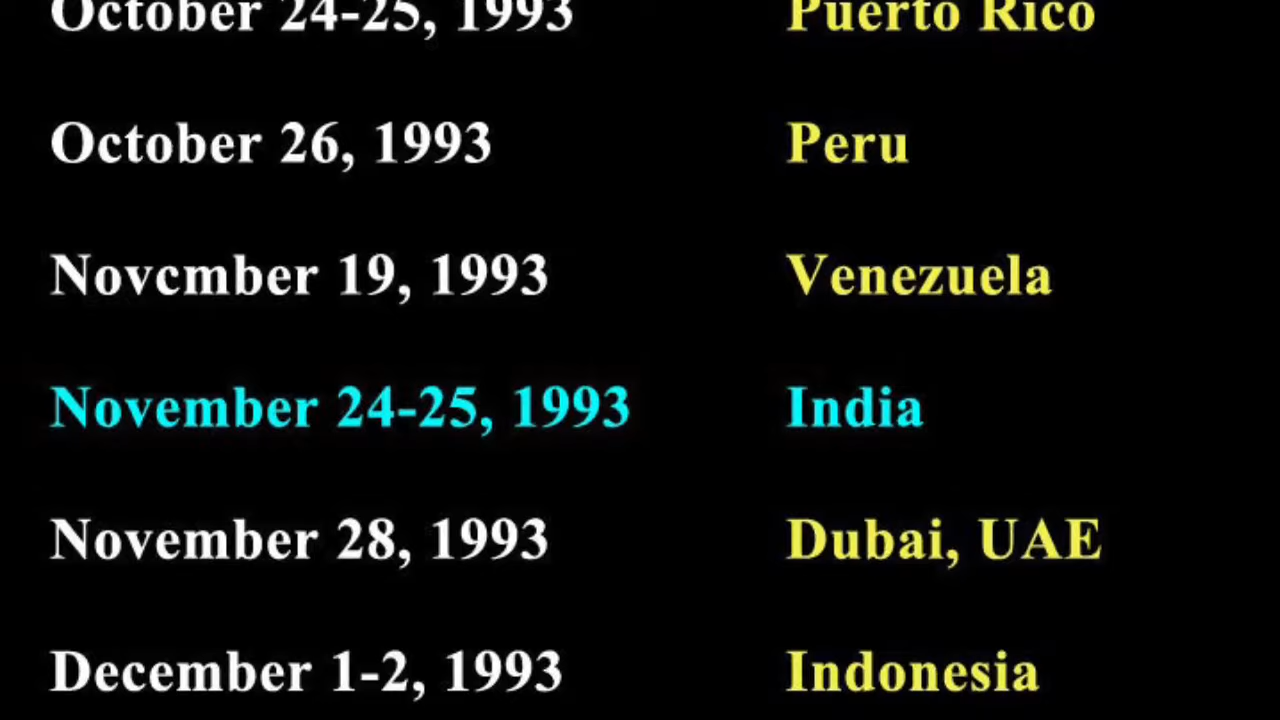 October 24-25, 1993 Puerto Rico
October 26, 1993 Peru
Novcmber 19, 1993 Venezuela
November 24-25, 1993 India
November 28, 1993 Dubai, UAE
December 1-2, 1993 Indonesia